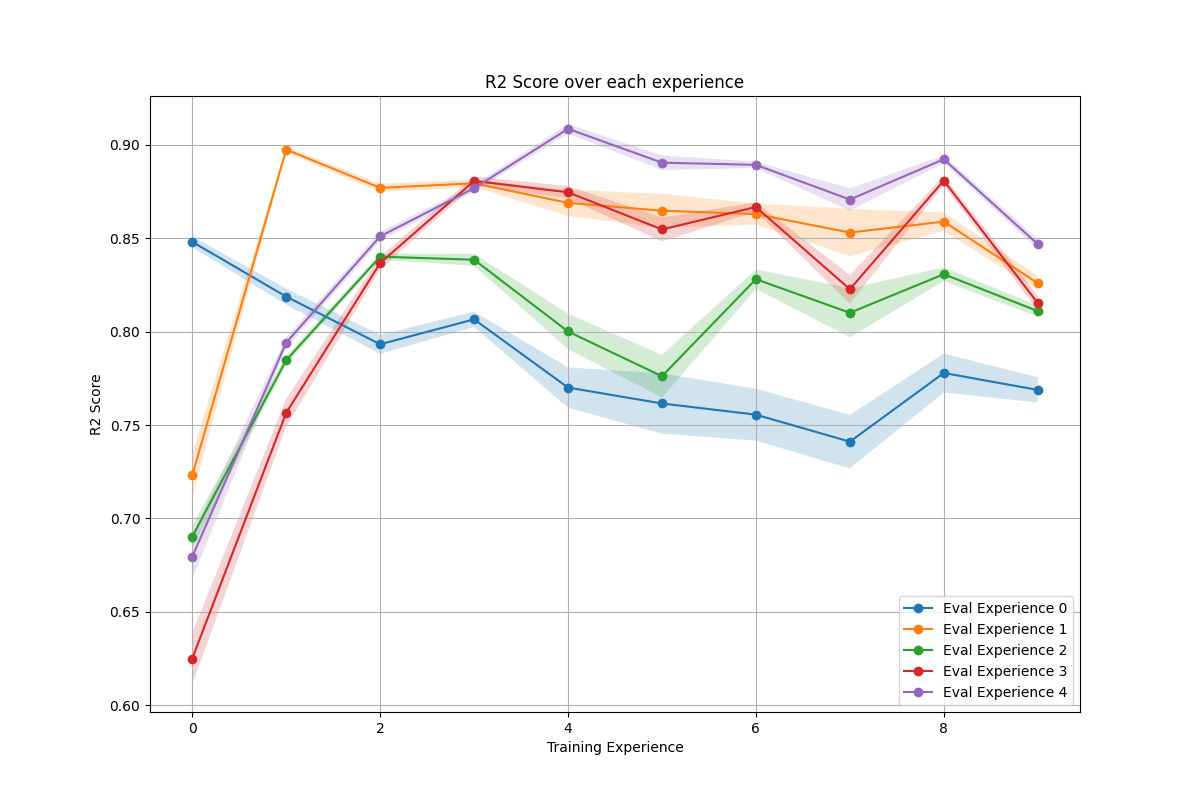 R2 Score over each experience
0.90
0.85
0.80
0.75
0.70
0.65
0.60
R2 Score
0
2
4
6
8
Training Experience
Eval Experience 0
Eval Experience 1
Eval Experience 2
Eval Experience 3
Eval Experience 4